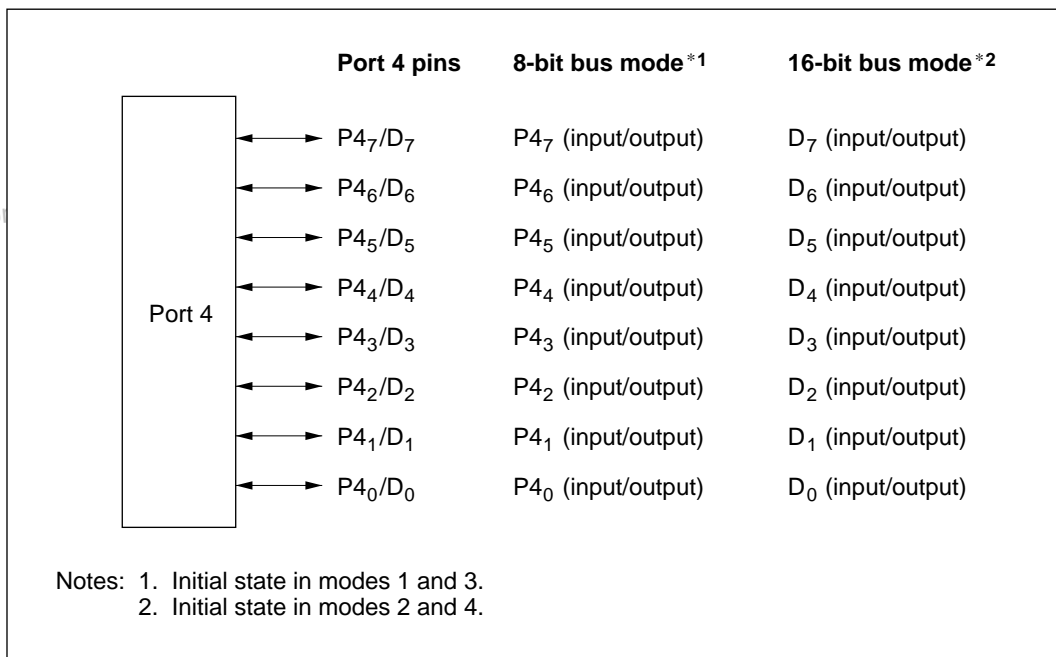 Port 4 pins 8-bit bus mode*1 16-bit bus mode*2
P4₇/D₇ P4₇ (input/output) D₇ (input/output)
P4₆/D₆ P4₆ (input/output) D₆ (input/output)
P4₅/D₅ P4₅ (input/output) D₅ (input/output)
P4₄/D₄ P4₄ (input/output) D₄ (input/output)
Port 4
P4₃/D₃ P4₃ (input/output) D₃ (input/output)
P4₂/D₂ P4₂ (input/output) D₂ (input/output)
P4₁/D₁ P4₁ (input/output) D₁ (input/output)
P4₀/D₀ P4₀ (input/output) D₀ (input/output)
Notes: 1. Initial state in modes 1 and 3.
2. Initial state in modes 2 and 4.